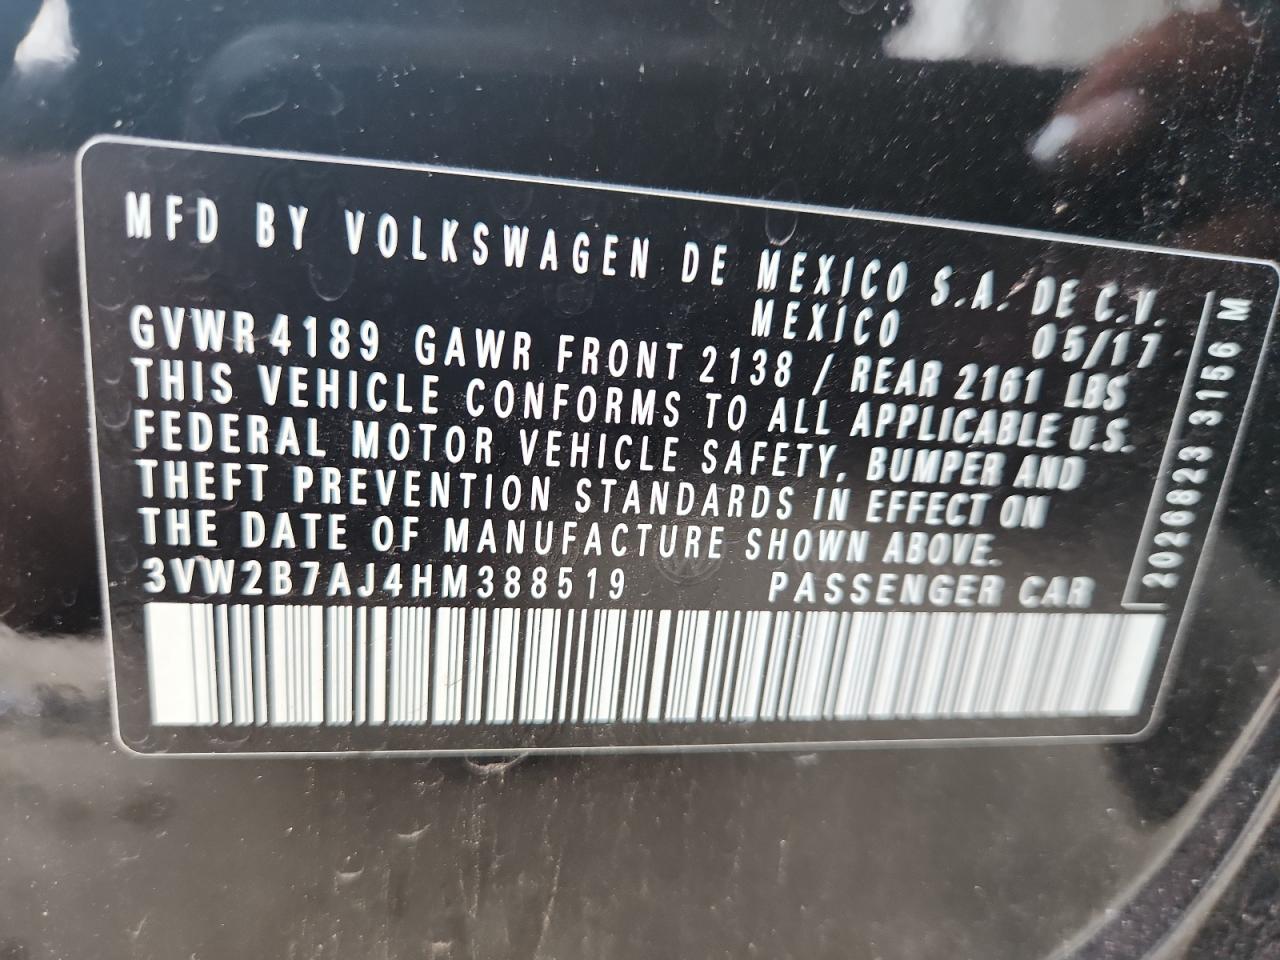 MFD BY VOLKSWAGEN DE MEXICO S.A. DE C.V.
MEXICO 05/17
GVWR 4189 GAWR FRONT 2138 / REAR 2161 LBS
THIS VEHICLE CONFORMS TO ALL APPLICABLE U.S.
FEDERAL MOTOR VEHICLE SAFETY, BUMPER AND
THEFT PREVENTION STANDARDS IN EFFECT ON
THE DATE OF MANUFACTURE SHOWN ABOVE.
3VW2B7AJ4HM388519 PASSENGER CAR
2026823 3156 M